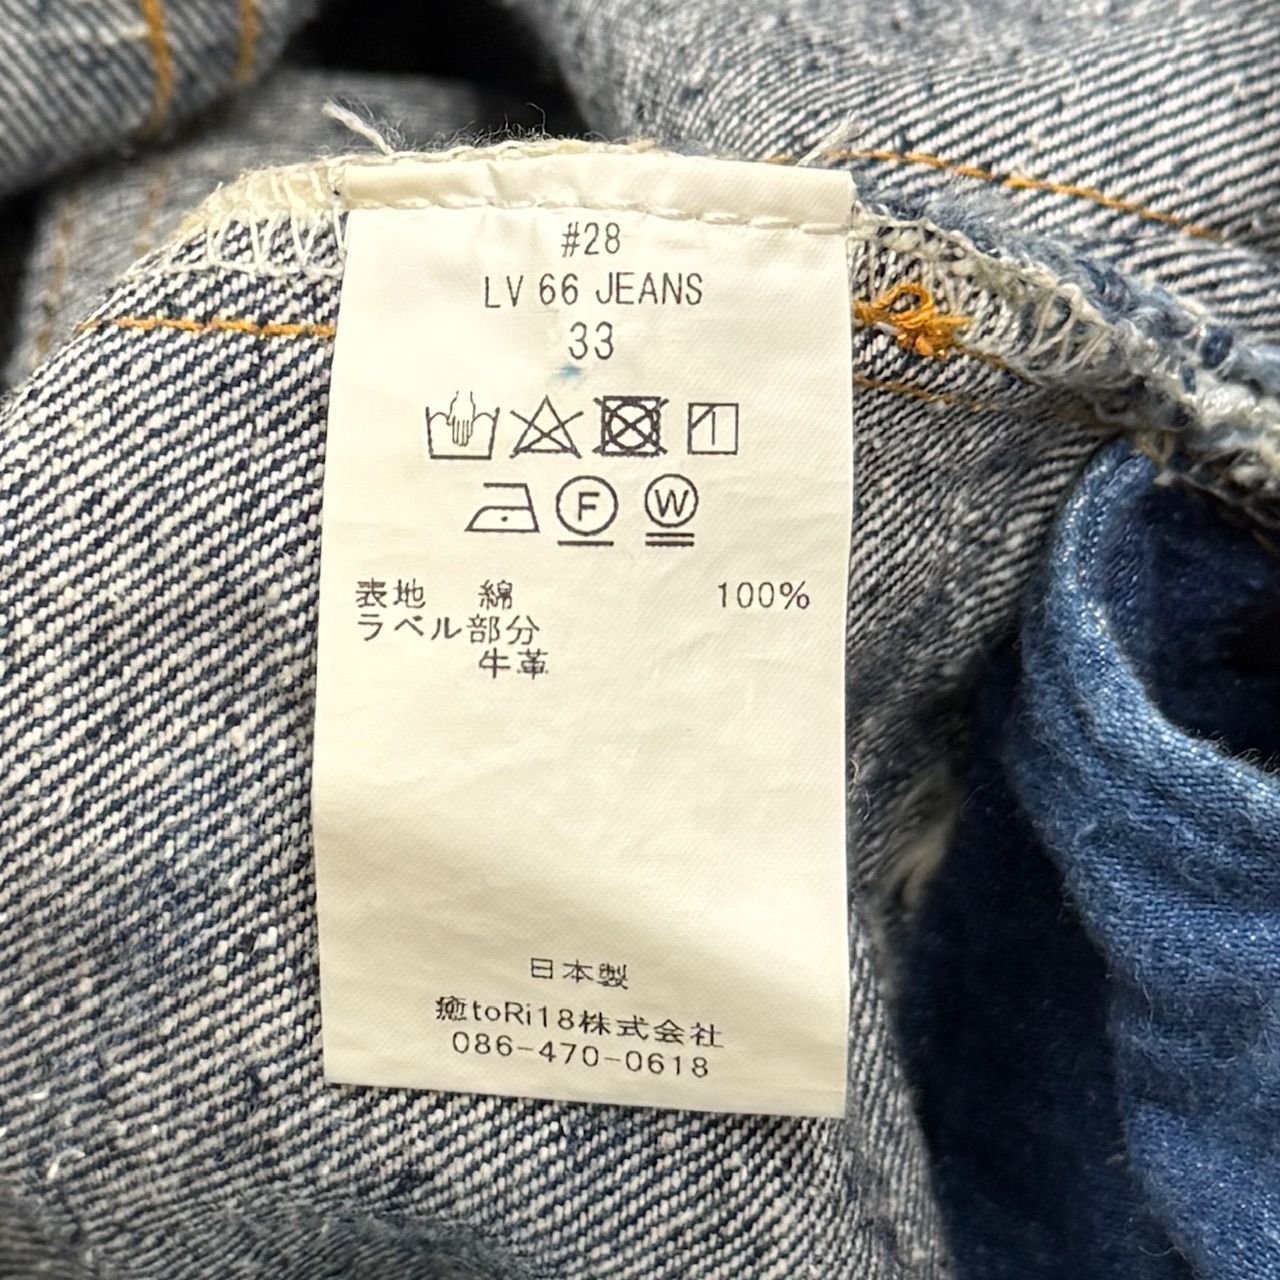 #28
LV 66 JEANS
33
F W
表地 綿 100%
ラベル部分
牛革
日本製
癒toRi18株式会社
086-470-0618